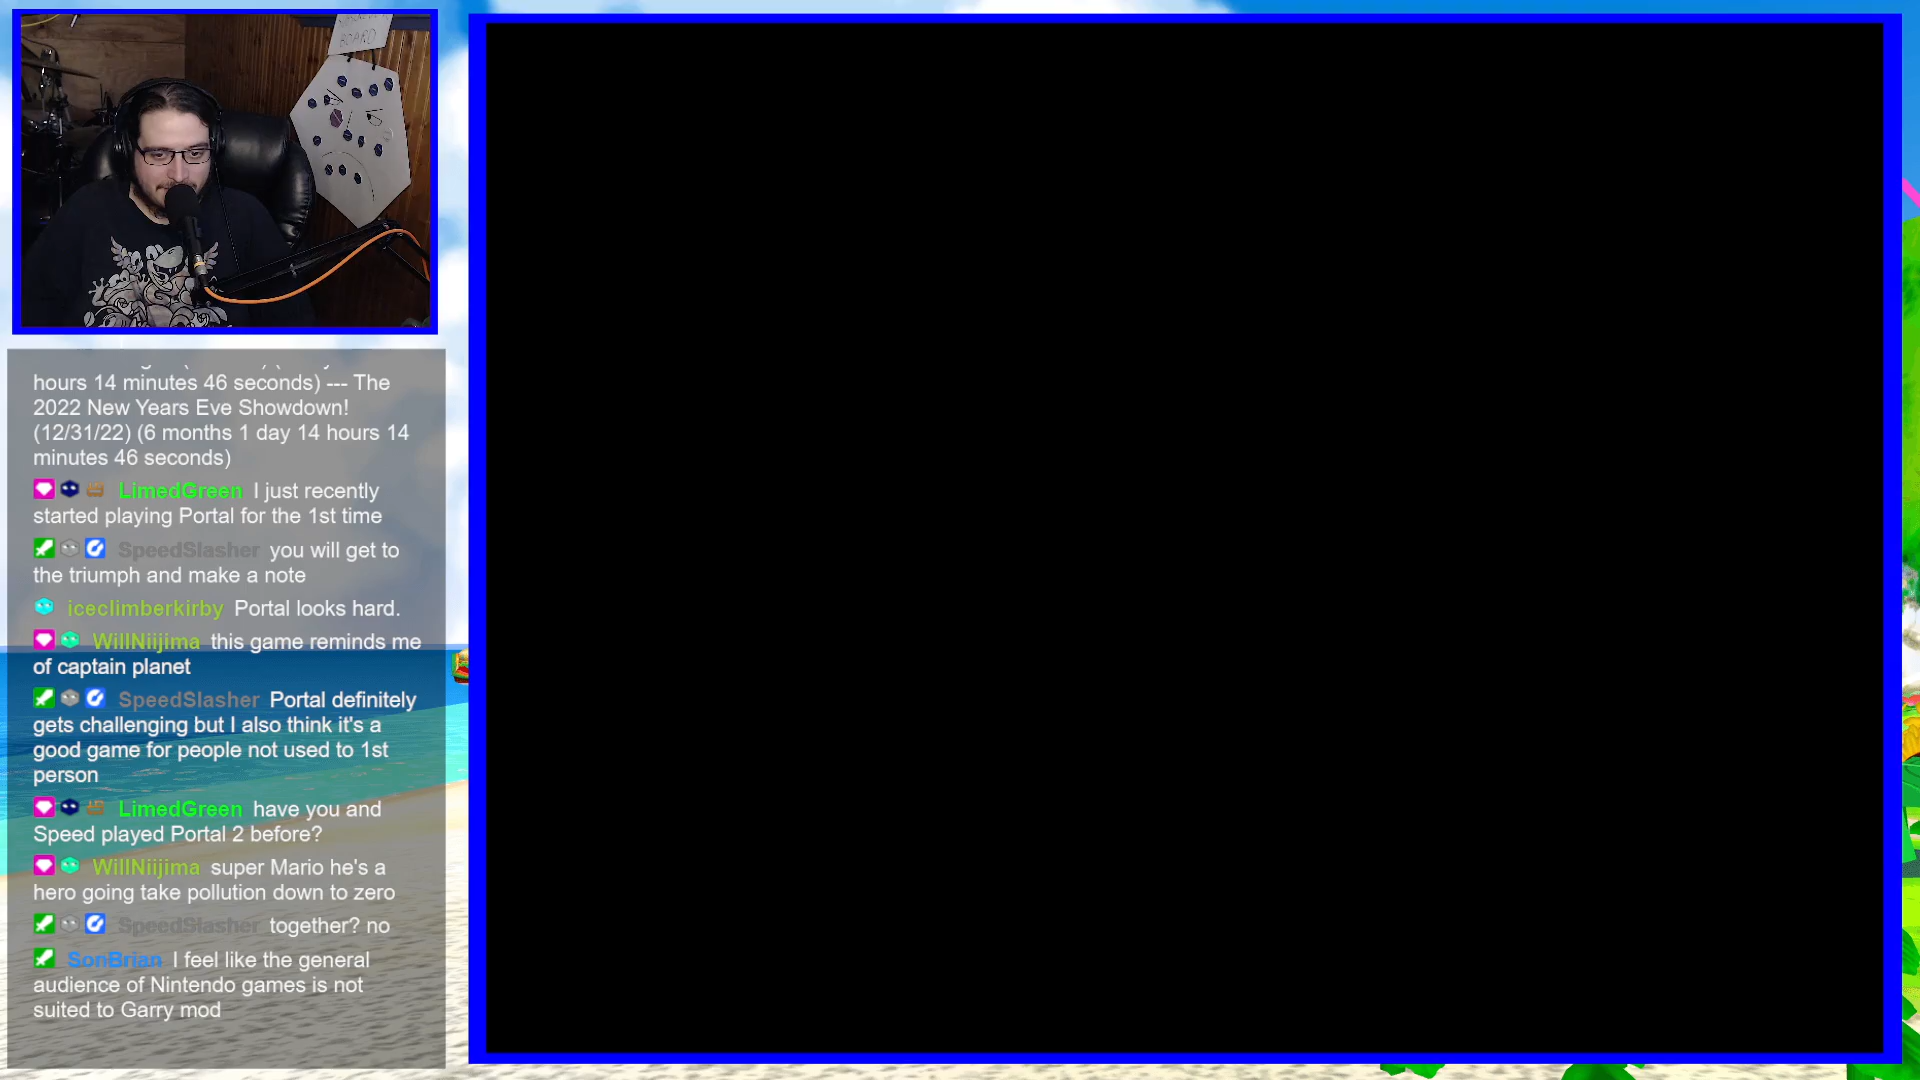 BOARD
hours 14 minutes 46 seconds) --- The
2022 New Years Eve Showdown!
(12/31/22) (6 months 1 day 14 hours 14
minutes 46 seconds)
LimedGreen I just recently
started playing Portal for the 1st time
SpeedSlasher you will get to
the triumph and make a note
iceclimberkirby Portal looks hard.
WillNiijima this game reminds me
of captain planet
SpeedSlasher Portal definitely
gets challenging but I also think it's a
good game for people not used to 1st
person
LimedGreen have you and
Speed played Portal 2 before?
WillNiijima super Mario he's a
hero going take pollution down to zero
SpeedSlasher together? no
SonBrian I feel like the general
audience of Nintendo games is not
suited to Garry mod